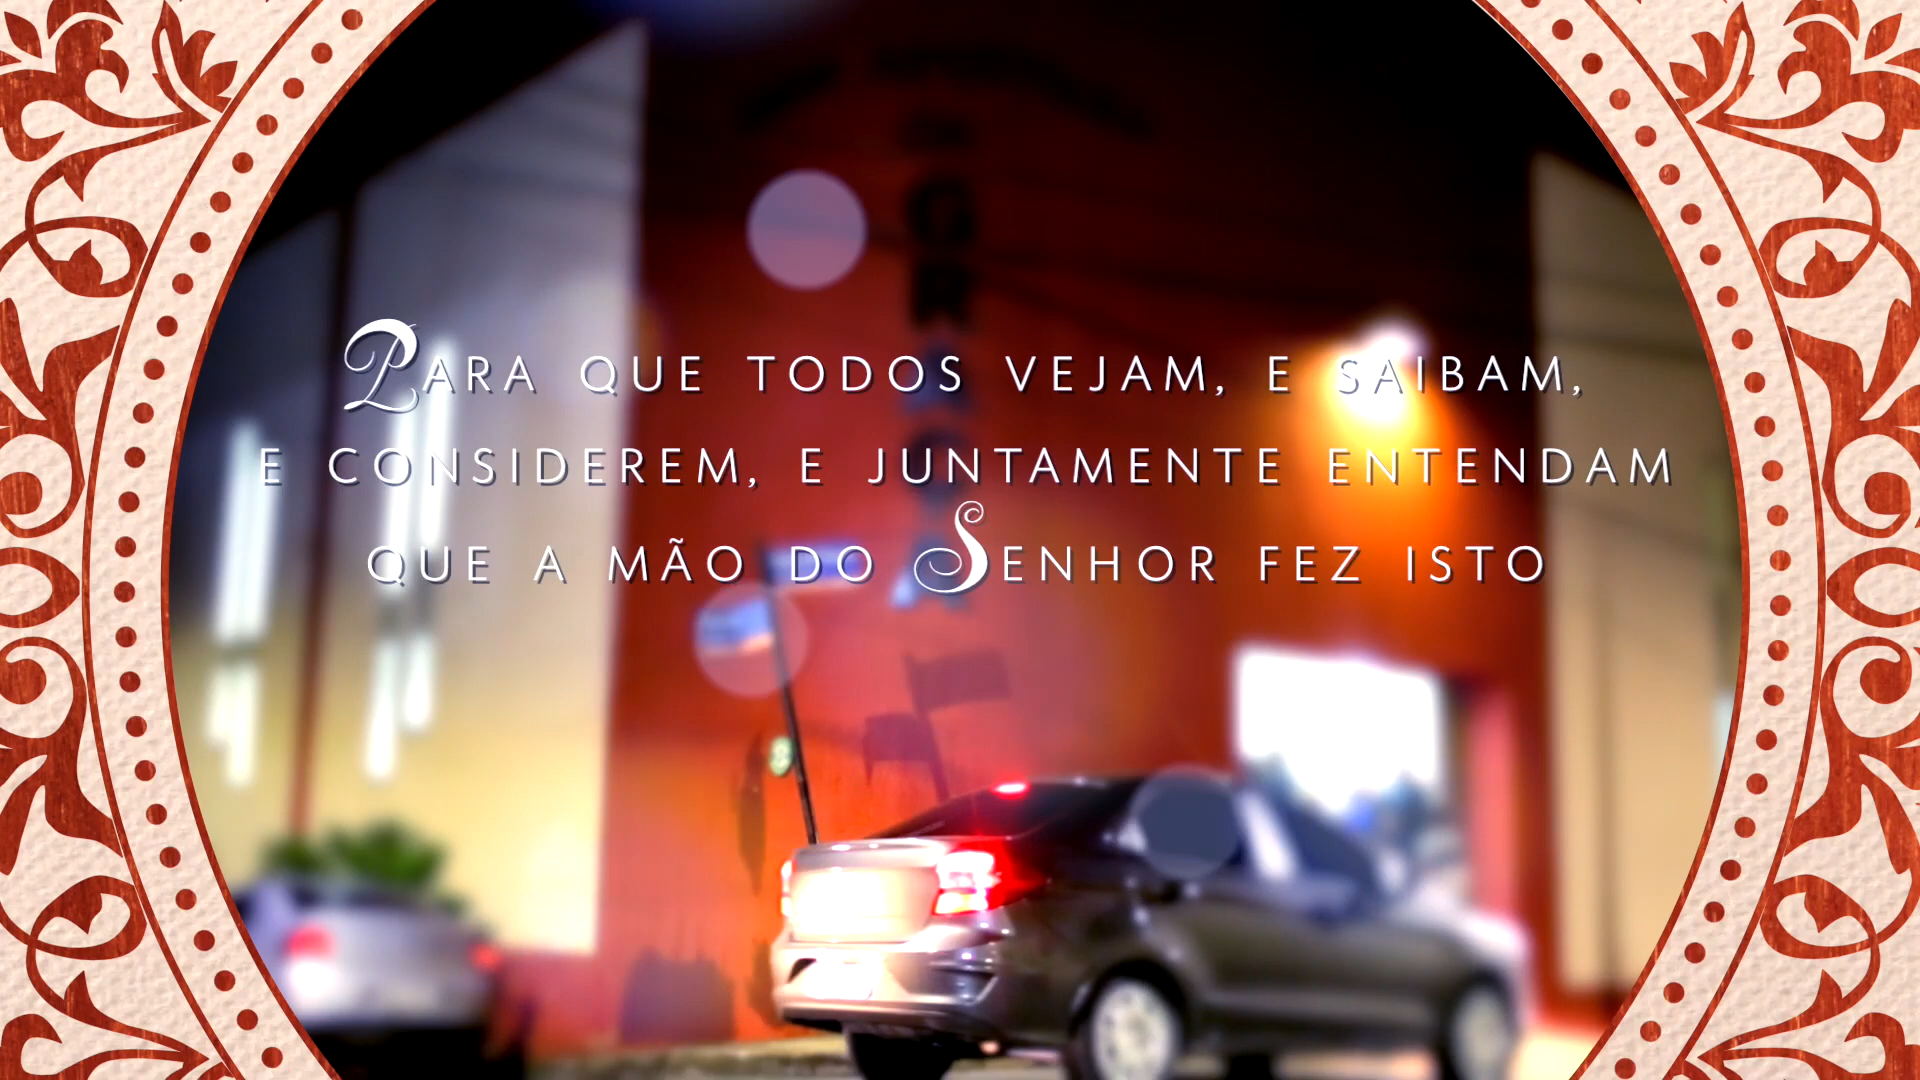 Para que todos vejam, e saibam,
e considerem, e juntamente entendam
que a mão do Senhor fez isto